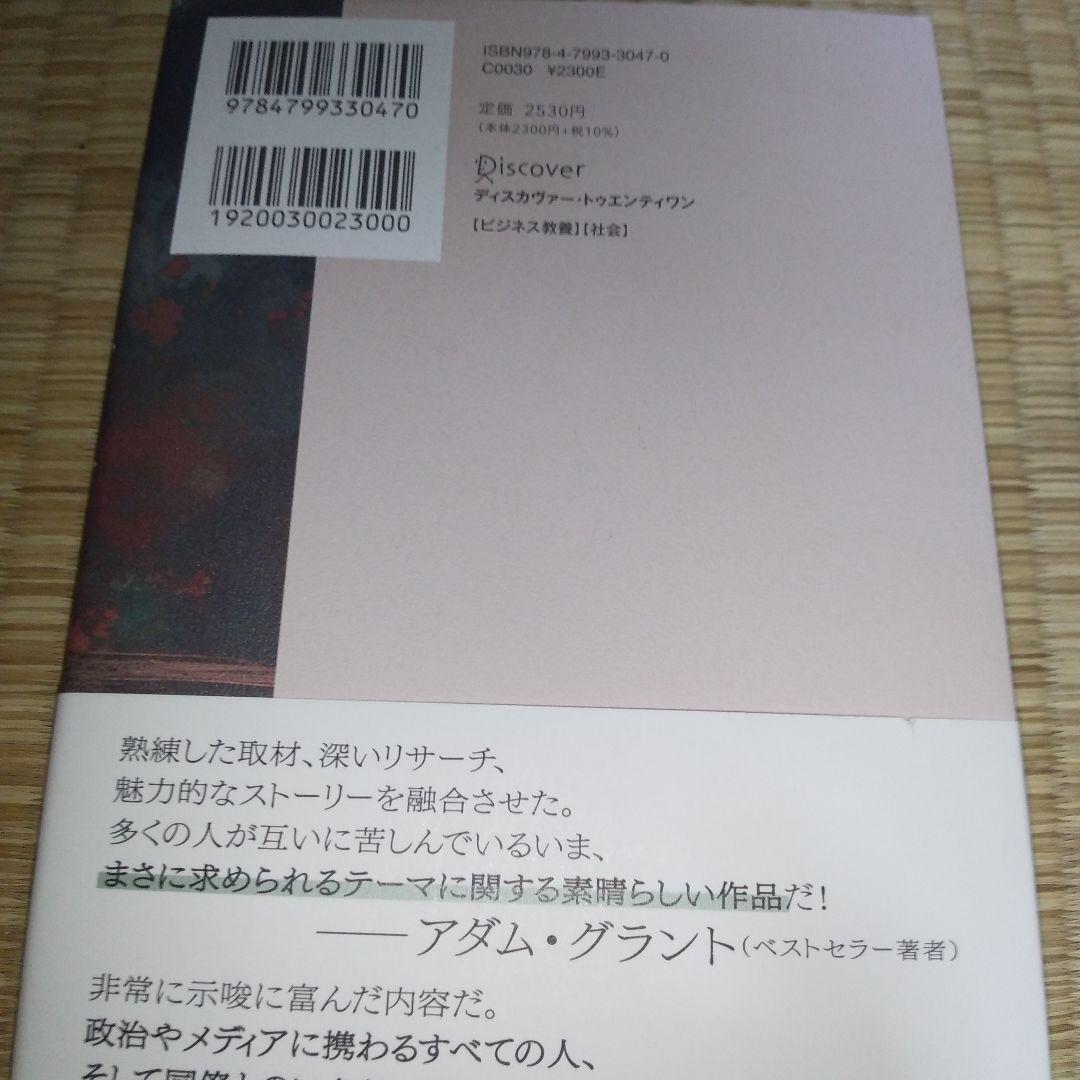 9784799330470
1920030023000
ISBN978-4-7993-3047-0
C0030 ¥2300E
定価 2530円
(本体2300円+税10%)
Discover
ディスカヴァー・トゥエンティワン
【ビジネス教養】【社会】
熟練した取材、深いリサーチ、
魅力的なストーリーを融合させた。
多くの人が互いに苦しんでいるいま、
まさに求められるテーマに関する素晴らしい作品だ!
──アダム・グラント(ベストセラー著者)
非常に示唆に富んだ内容だ。
政治やメディアに携わるすべての人、
そして